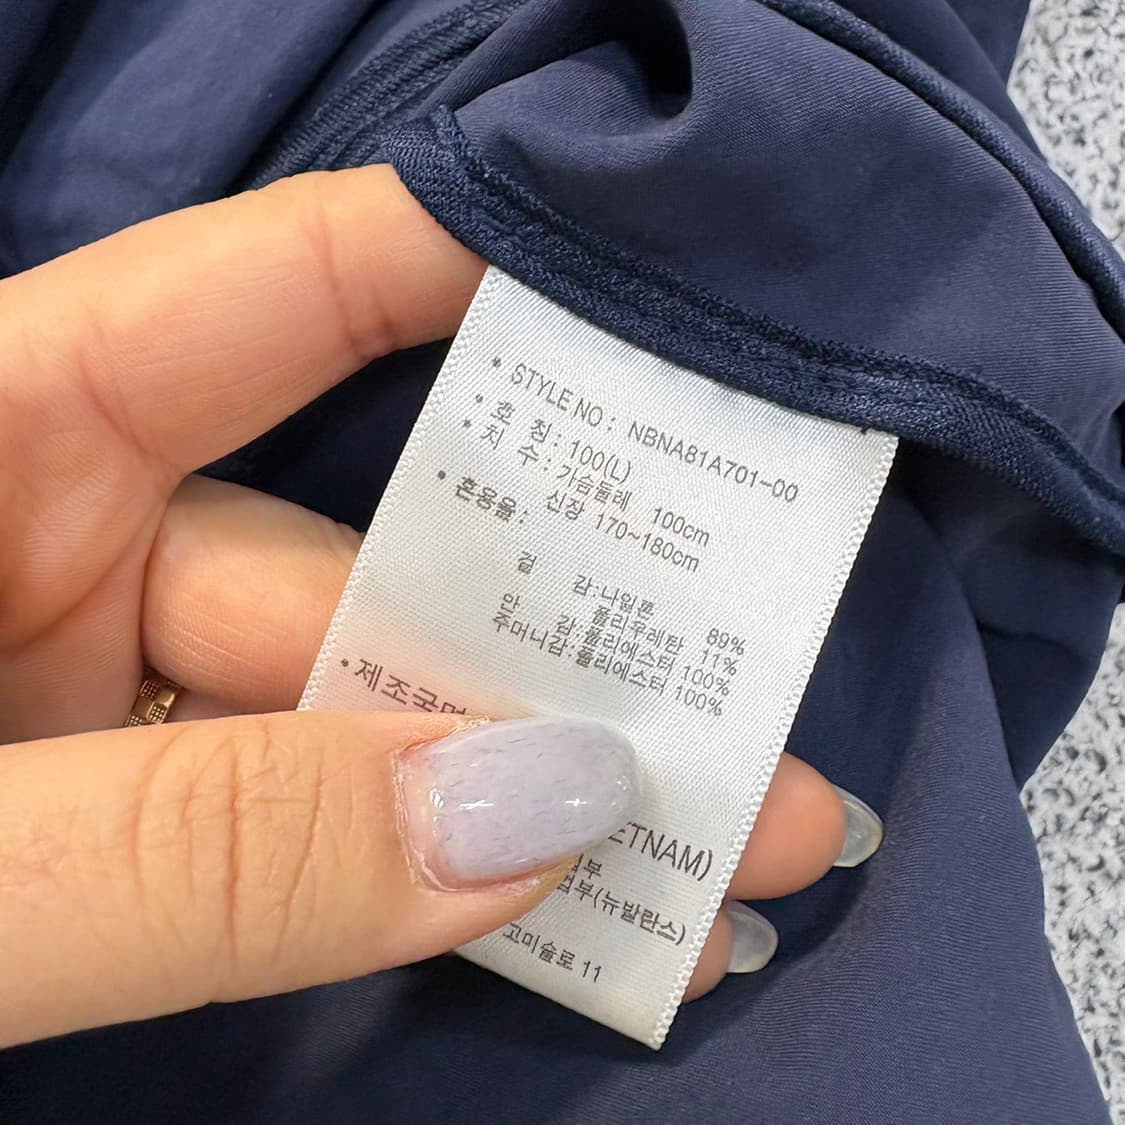 • STYLE NO : NBNA81A701-00
• 호 칭 : 100(L)
• 치 수 : 가슴둘레 100cm
신장 170~180cm
• 혼용율 :
겉 감:나일론 89%
폴리우레탄 11%
안 감:폴리에스터 100%
주머니감:폴리에스터 100%
• 제조국
ETNAM)
부
부(뉴발란스)
고미술로 11